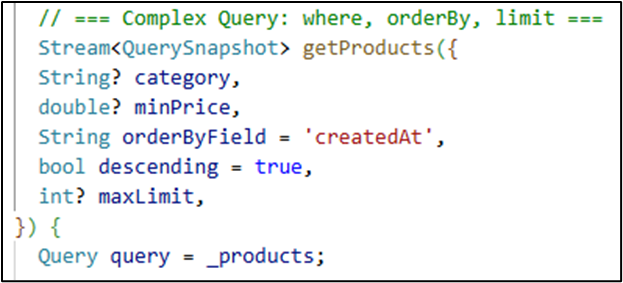 // === Complex Query: where, orderBy, limit ===
Stream<QuerySnapshot> getProducts({
String? category,
double? minPrice,
String orderByField = 'createdAt',
bool descending = true,
int? maxLimit,
}) {
Query query = _products;